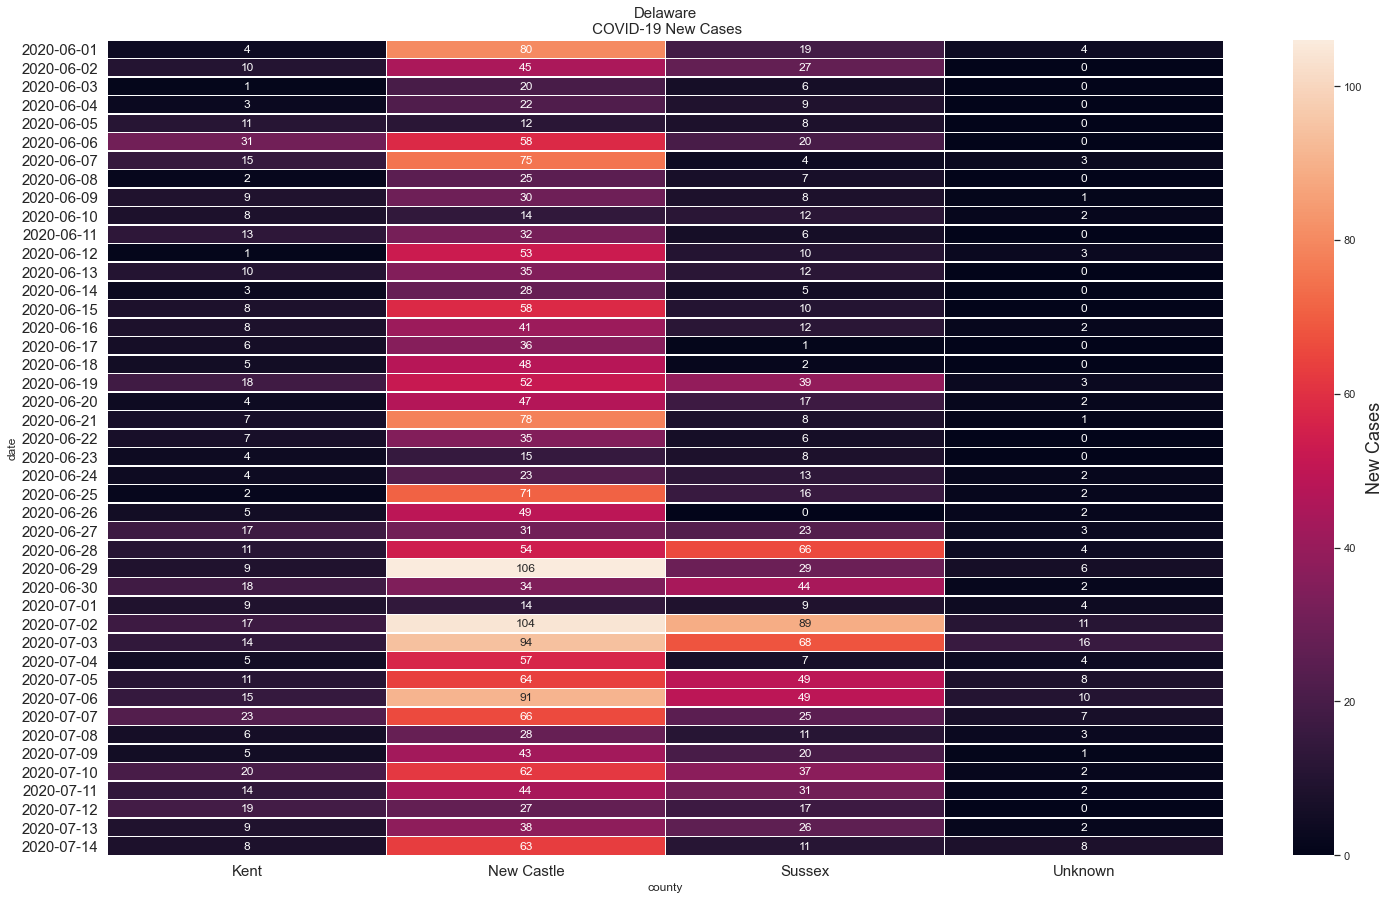 Delaware
COVID-19 New Cases
2020-06-01 4 80 19 4
2020-06-02 10 45 27 0
2020-06-03 1 20 6 0
2020-06-04 3 22 9 0
2020-06-05 11 12 8 0
2020-06-06 31 58 20 0
2020-06-07 15 75 4 3
2020-06-08 2 25 7 0
2020-06-09 9 30 8 1
2020-06-10 8 14 12 2
2020-06-11 13 32 6 0
2020-06-12 1 53 10 3
2020-06-13 10 35 12 0
2020-06-14 3 28 5 0
2020-06-15 8 58 10 0
2020-06-16 8 41 12 2
2020-06-17 6 36 1 0
2020-06-18 5 48 2 0
2020-06-19 18 52 39 3
2020-06-20 4 47 17 2
2020-06-21 7 78 8 1
2020-06-22 7 35 6 0
2020-06-23 4 15 8 0
2020-06-24 4 23 13 2
2020-06-25 2 71 16 2
2020-06-26 5 49 0 2
2020-06-27 17 31 23 3
2020-06-28 11 54 66 4
2020-06-29 9 106 29 6
2020-06-30 18 34 44 2
2020-07-01 9 14 9 4
2020-07-02 17 104 89 11
2020-07-03 14 94 68 16
2020-07-04 5 57 7 4
2020-07-05 11 64 49 8
2020-07-06 15 91 49 10
2020-07-07 23 66 25 7
2020-07-08 6 28 11 3
2020-07-09 5 43 20 1
2020-07-10 20 62 37 2
2020-07-11 14 44 31 2
2020-07-12 19 27 17 0
2020-07-13 9 38 26 2
2020-07-14 8 63 11 8
Kent New Castle Sussex Unknown
county
date
100
80
60
40
20
0
New Cases